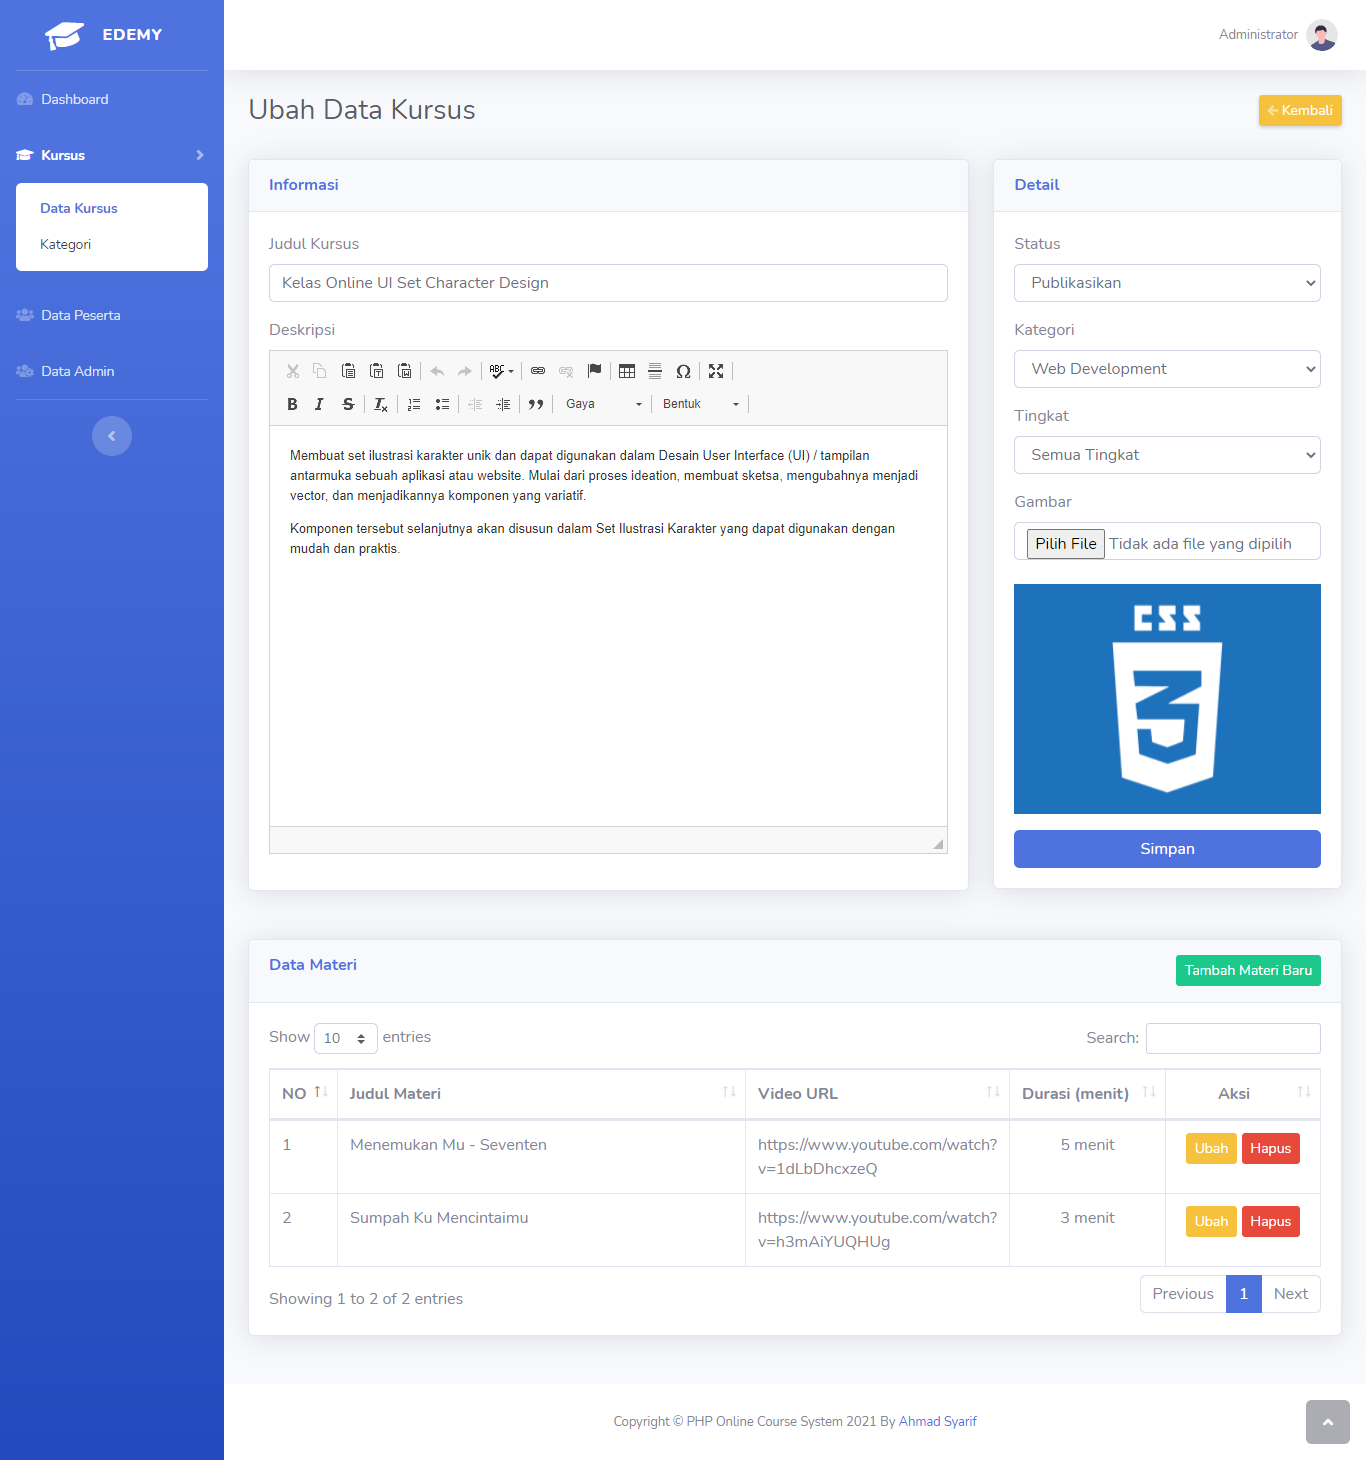 EDEMY
Administrator
Dashboard
Kursus
Data Kursus
Kategori
Data Peserta
Data Admin
Ubah Data Kursus
Kembali
Informasi
Judul Kursus
Kelas Online UI Set Character Design
Deskripsi
ABC
Gaya
Bentuk
Membuat set ilustrasi karakter unik dan dapat digunakan dalam Desain User Interface (UI) / tampilan
antarmuka sebuah aplikasi atau website. Mulai dari proses ideation, membuat sketsa, mengubahnya menjadi
vector, dan menjadikannya komponen yang variatif.
Komponen tersebut selanjutnya akan disusun dalam Set Ilustrasi Karakter yang dapat digunakan dengan
mudah dan praktis.
Detail
Status
Publikasikan
Kategori
Web Development
Tingkat
Semua Tingkat
Gambar
Pilih File Tidak ada file yang dipilih
CSS
3
Simpan
Data Materi
Tambah Materi Baru
Show 10 entries
Search:
NO Judul Materi Video URL Durasi (menit) Aksi
1 Menemukan Mu - Seventen https://www.youtube.com/watch?
v=1dLbDhcxzeQ 5 menit Ubah Hapus
2 Sumpah Ku Mencintaimu https://www.youtube.com/watch?
v=h3mAiYUQHUg 3 menit Ubah Hapus
Showing 1 to 2 of 2 entries
Previous 1 Next
Copyright © PHP Online Course System 2021 By Ahmad Syarif